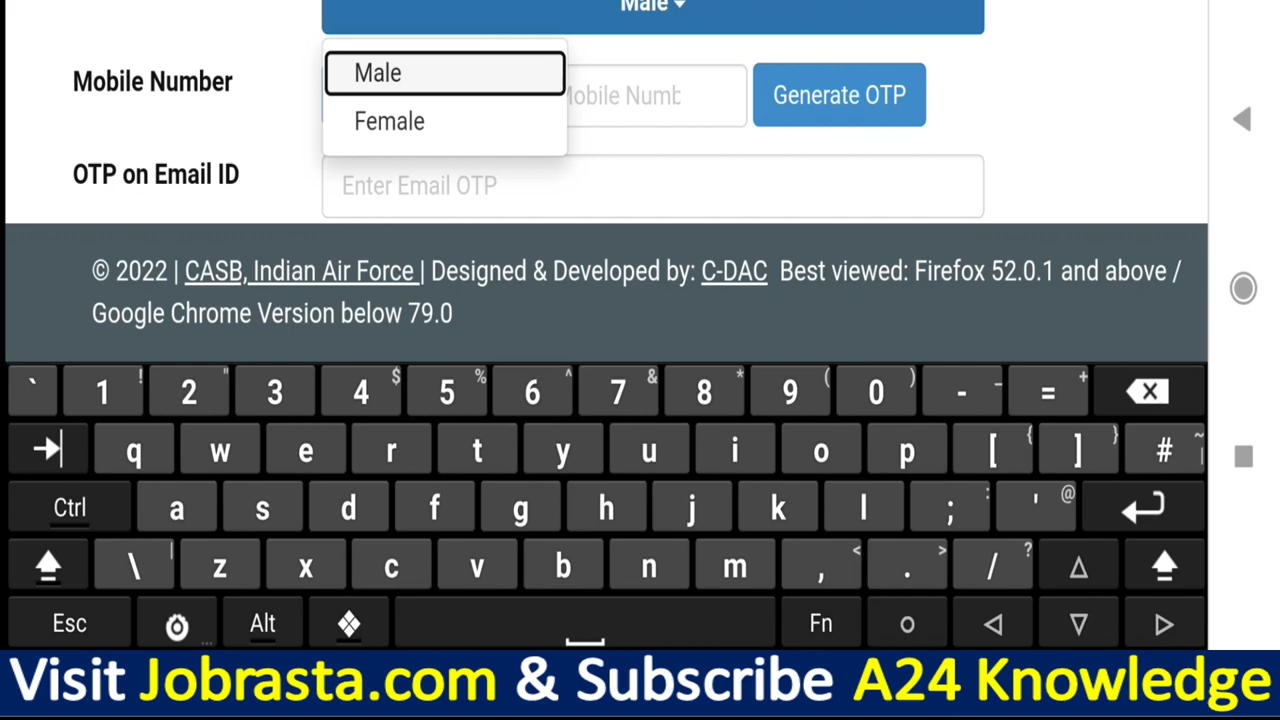 Male
Male
Female
Mobile Number
Mobile Numb
Generate OTP
OTP on Email ID
Enter Email OTP
© 2022 | CASB, Indian Air Force | Designed & Developed by: C-DAC Best viewed: Firefox 52.0.1 and above /
Google Chrome Version below 79.0
` 1 ! 2 " 3 4 $ 5 % 6 ^ 7 & 8 * 9 ( 0 ) - _ = +
q w e r t y u i o p [ { ] } # ~ |
Ctrl a s d f g h j k l ; : ' @
\ | z x c v b n m , < . > / ?
Esc ... Alt Fn
Visit Jobrasta.com & Subscribe A24 Knowledge